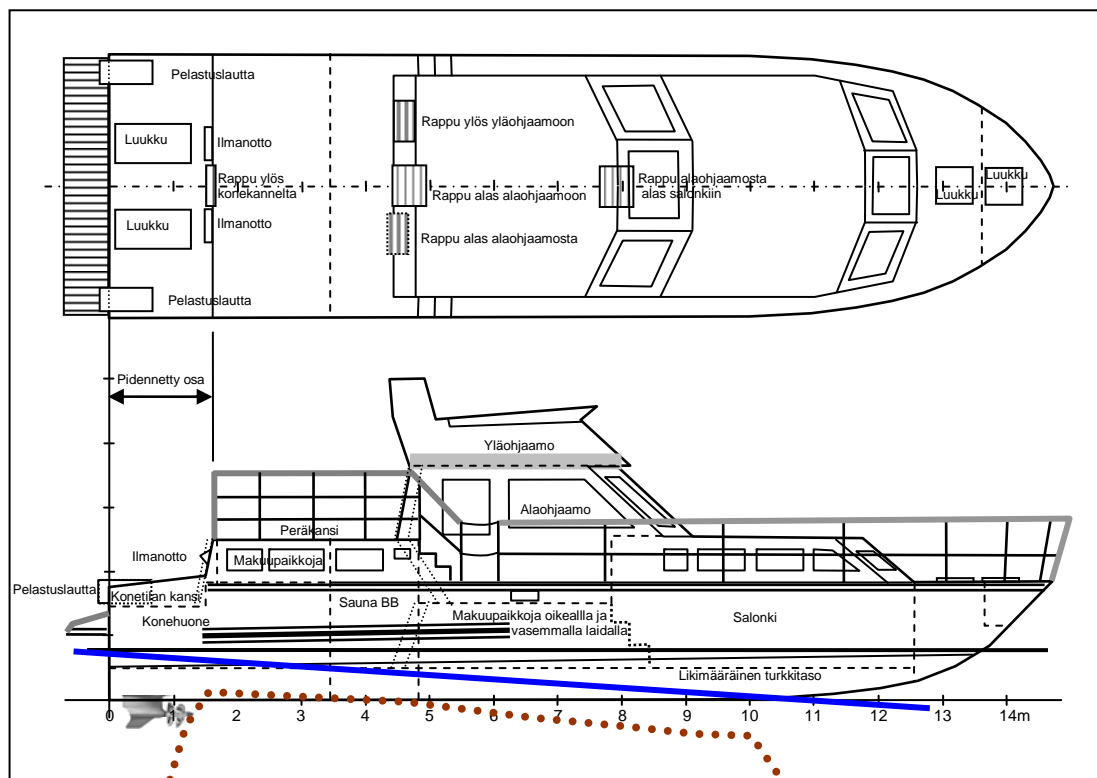 Pelastuslautta
Luukku
Ilmanotto
Rappu ylös yläohjaamoon
Rappu ylös
konekannelta
Rappu alas alaohjaamoon
Rappu alaohjaamosta
alas salonkiin
Luukku
Luukku
Luukku
Ilmanotto
Rappu alas alaohjaamosta
Pelastuslautta
Pidennetty osa
Yläohjaamo
Alaohjaamo
Peräkansi
Ilmanotto
Makuupaikkoja
Pelastuslautta
Konetilan kansi
Sauna BB
Konehuone
Makuupaikkoja oikeallla ja
vasemmalla laidalla
Salonki
Likimääräinen turkkitaso
0 1 2 3 4 5 6 7 8 9 10 11 12 13 14m